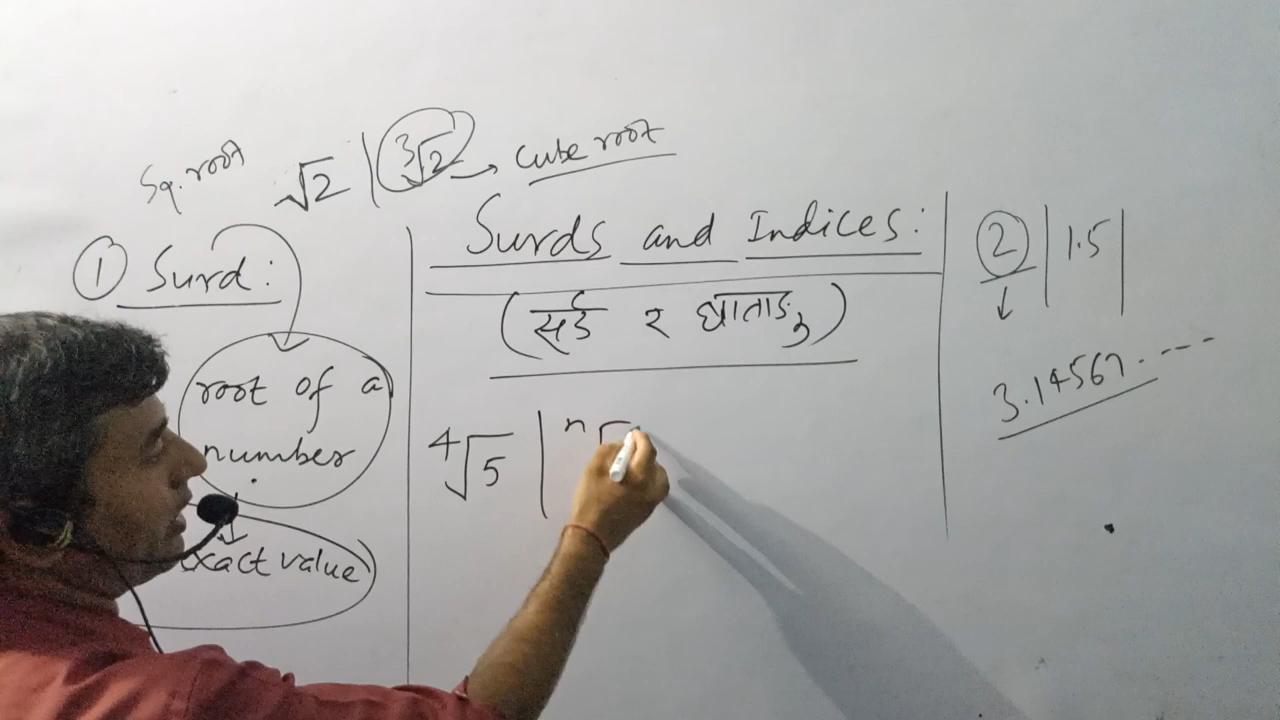 Sq. root √2 | ³√2 → Cube root
Surds and Indices:
(सर्ड र घाताङ्क)
① Surd:
root of a
number
exact value
⁴√5 | ⁿ√
② | 1.5 |
3.14567.---